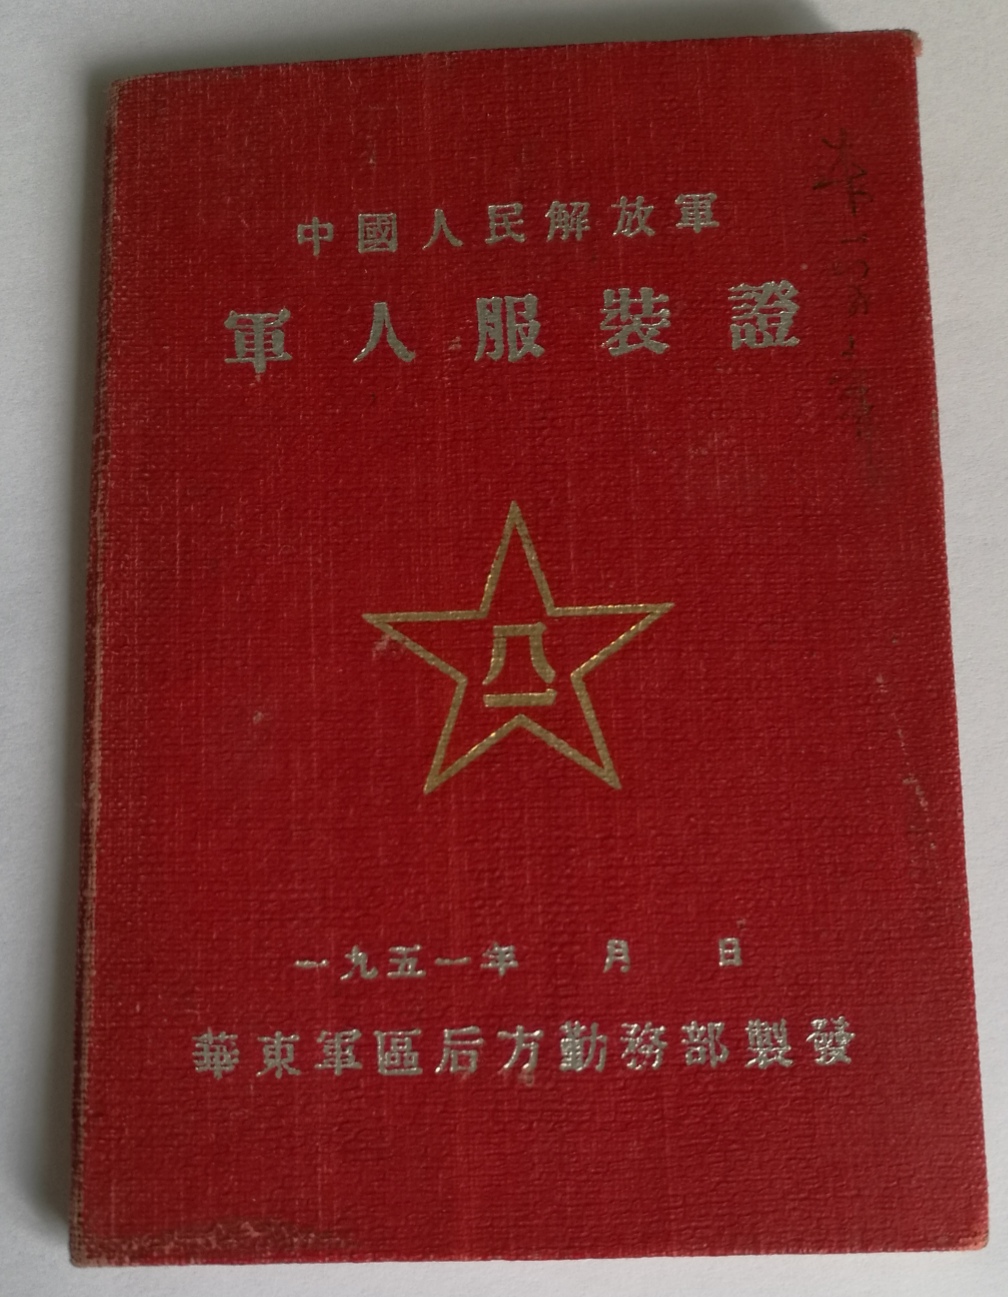 中國人民解放軍
軍人服裝證
八一
一九五一年 月 日
華東軍區后方勤務部製發